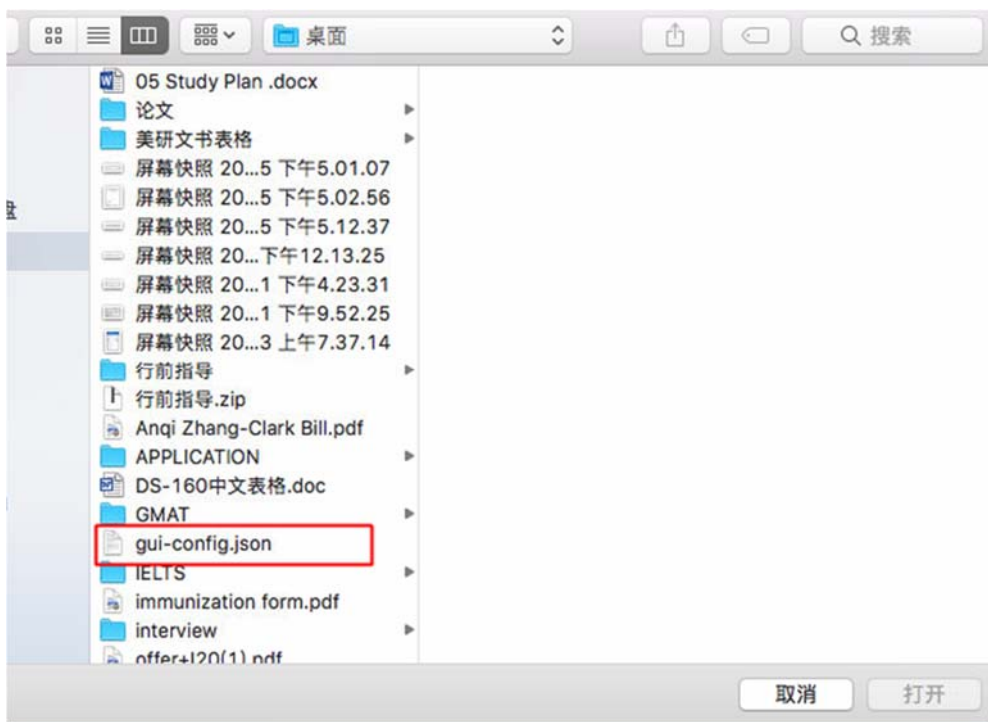 桌面
搜索
盘
05 Study Plan .docx
论文
美研文书表格
屏幕快照 20...5 下午5.01.07
屏幕快照 20...5 下午5.02.56
屏幕快照 20...5 下午5.12.37
屏幕快照 20...下午12.13.25
屏幕快照 20...1 下午4.23.31
屏幕快照 20...1 下午9.52.25
屏幕快照 20...3 上午7.37.14
行前指导
行前指导.zip
Anqi Zhang-Clark Bill.pdf
APPLICATION
DS-160中文表格.doc
GMAT
gui-config.json
IELTS
immunization form.pdf
interview
offer+I20(1).pdf
取消
打开